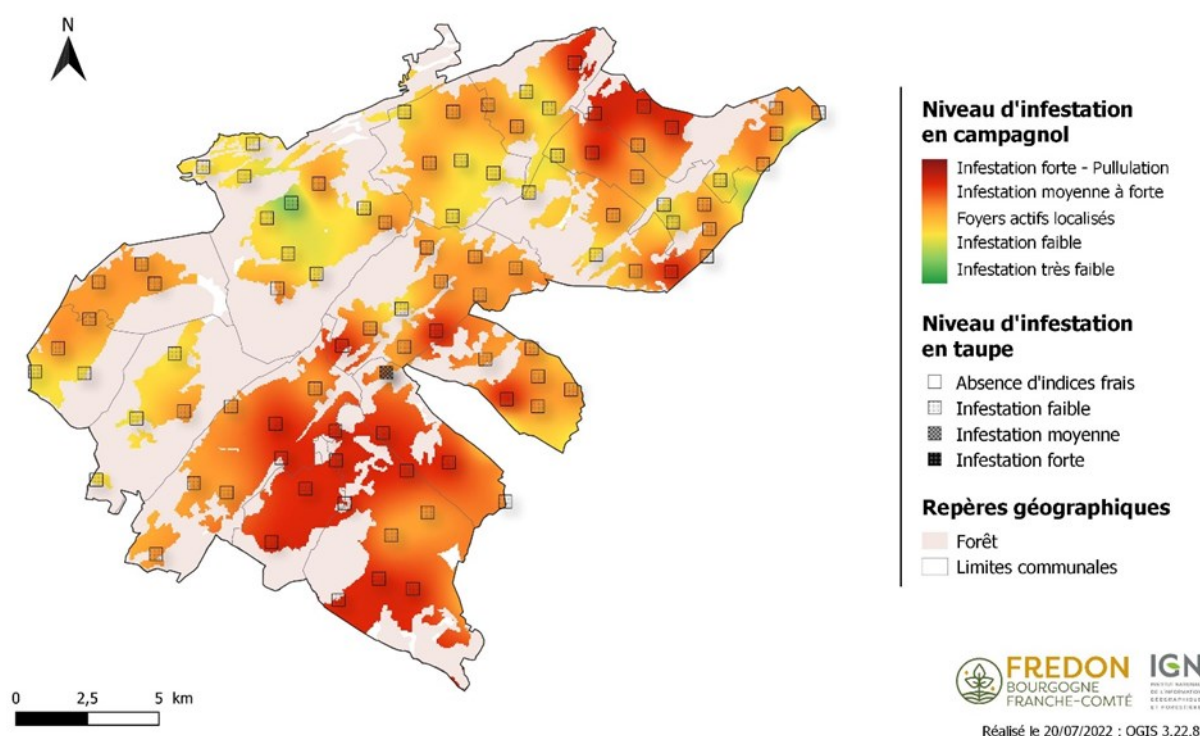 N
Niveau d'infestation
en campagnol
Infestation forte - Pullulation
Infestation moyenne à forte
Foyers actifs localisés
Infestation faible
Infestation très faible
Niveau d'infestation
en taupe
Absence d'indices frais
Infestation faible
Infestation moyenne
Infestation forte
Repères géographiques
Forêt
Limites communales
0 2,5 5 km
FREDON
BOURGOGNE
FRANCHE-COMTÉ
IGN
Réalisé le 20/07/2022 : QGIS 3.22.8